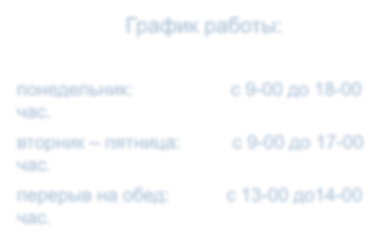 График работы:
понедельник: с 9-00 до 18-00
час.
вторник – пятница: с 9-00 до 17-00
час.
перерыв на обед: с 13-00 до14-00
час.